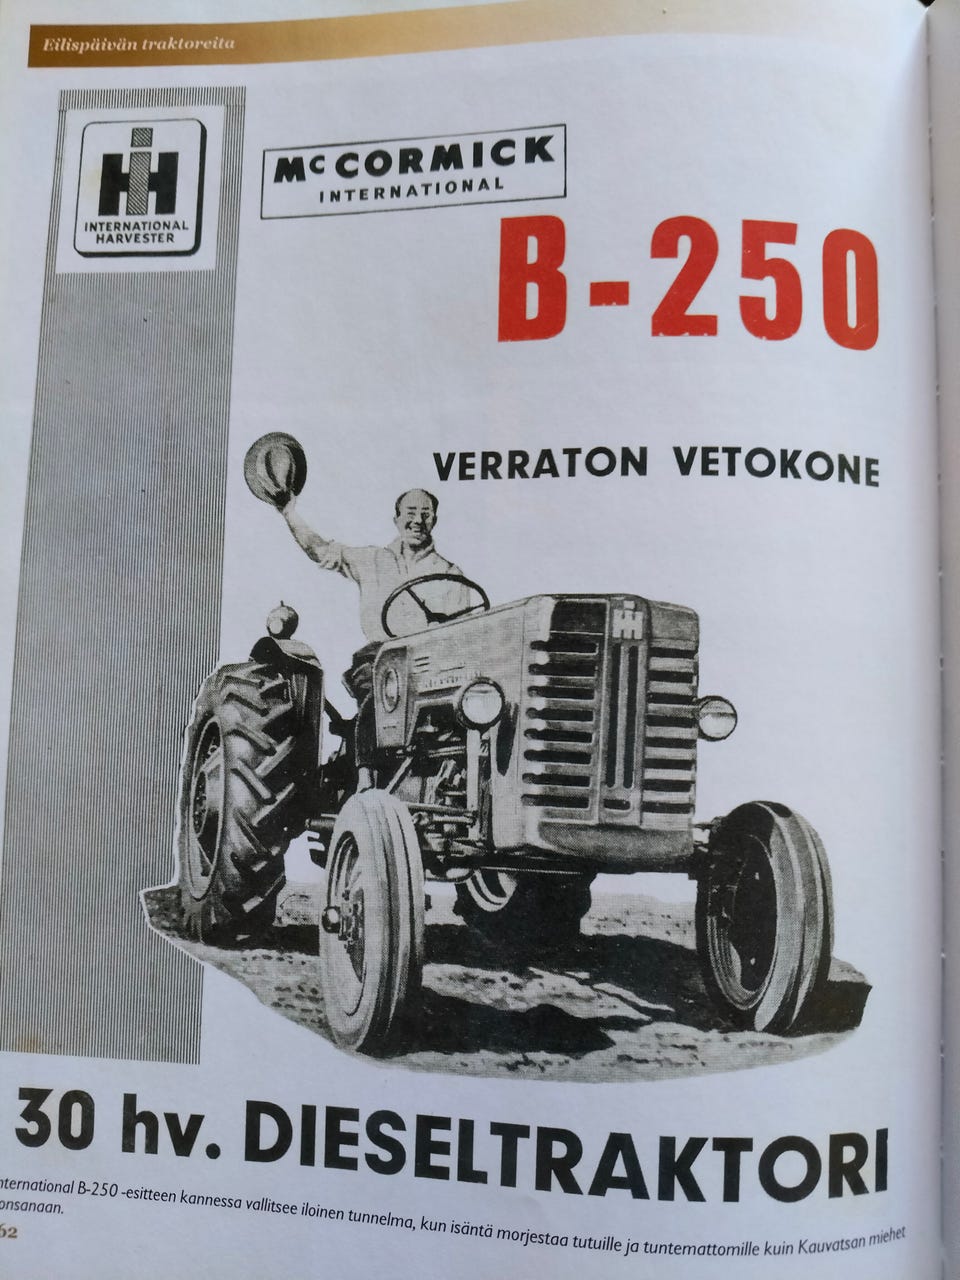 Eilispäivän traktoreita
IH
INTERNATIONAL
HARVESTER
McCORMICK
INTERNATIONAL
B-250
VERRATON VETOKONE
IH
30 hv. DIESELTRAKTORI
nternational B-250 -esitteen kannessa vallitsee iloinen tunnelma, kun isäntä morjestaa tutuille ja tuntemattomille kuin Kauvatsan miehet
onsanaan.
62